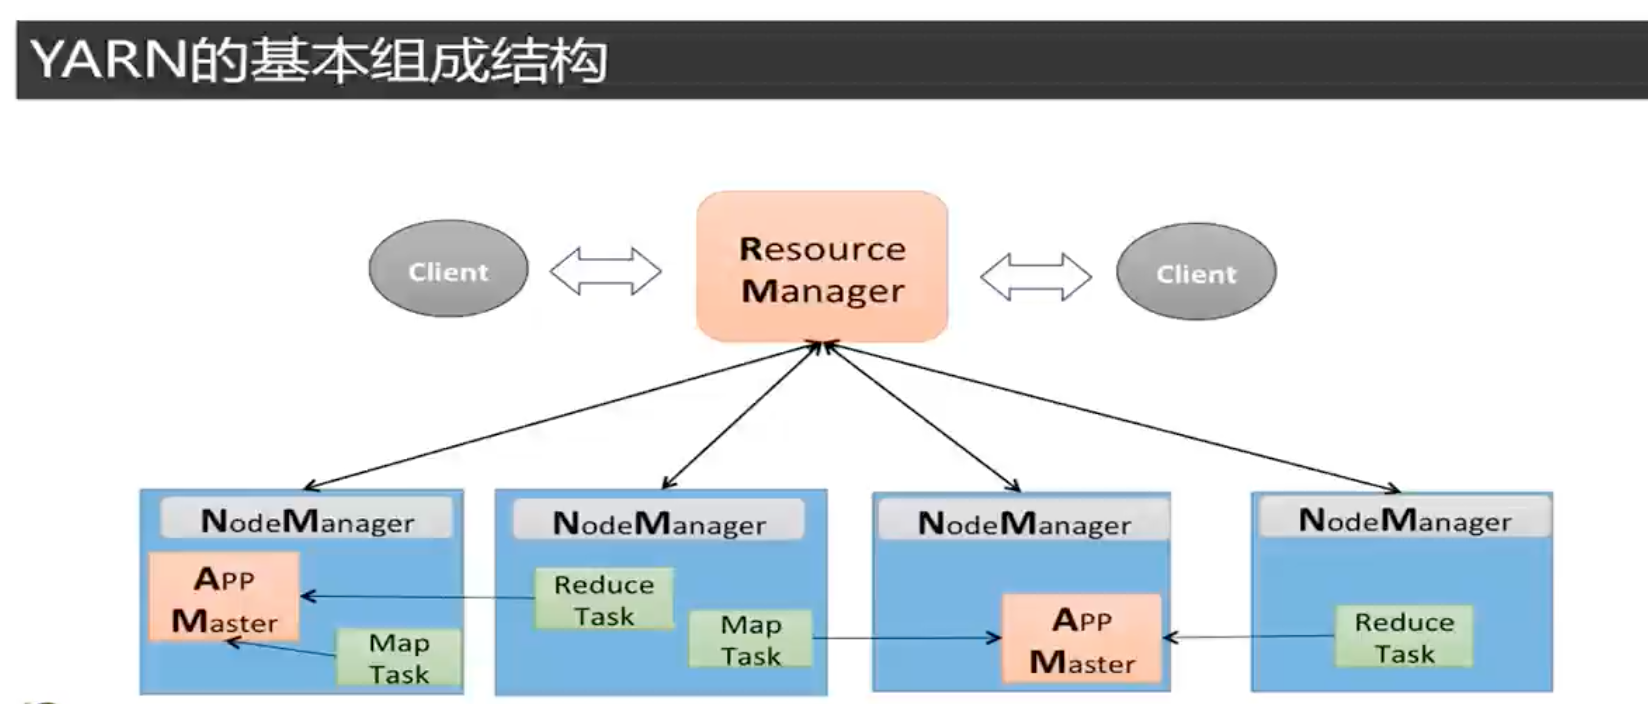 YARN的基本组成结构
Client
Resource
Manager
Client
NodeManager
APP
Master
Map
Task
NodeManager
Reduce
Task
Map
Task
NodeManager
APP
Master
NodeManager
Reduce
Task